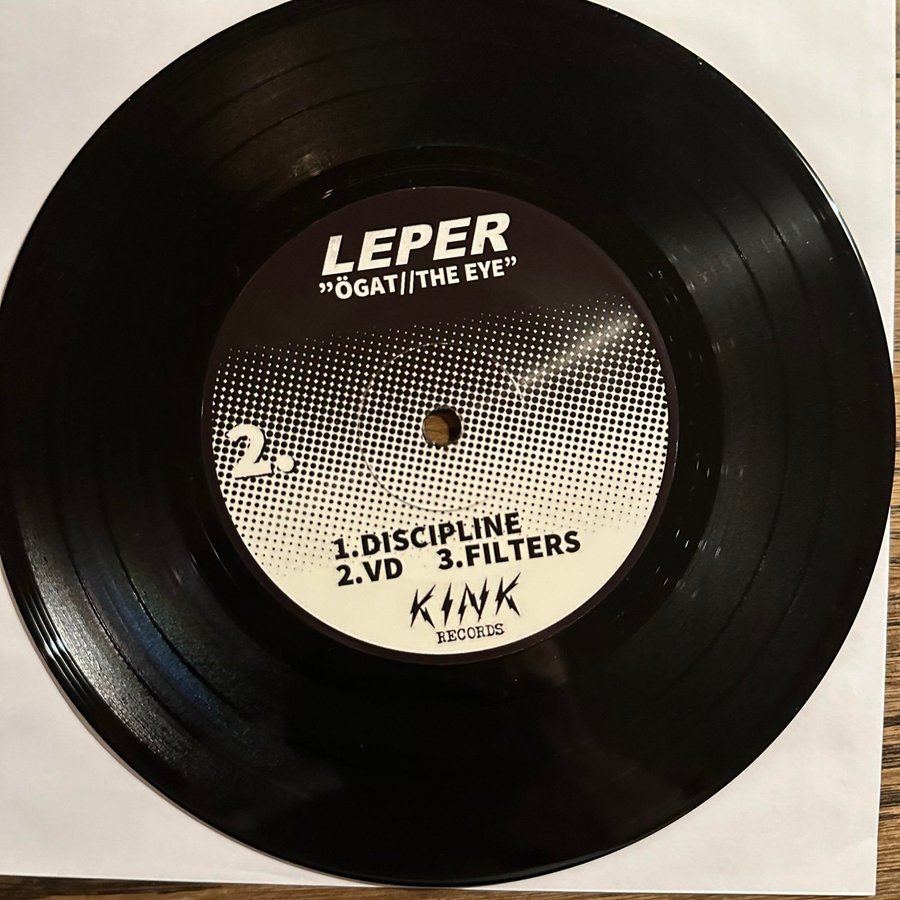 LEPER
”ÖGAT//THE EYE”
2.
1.DISCIPLINE
2.VD 3.FILTERS
KINK
RECORDS